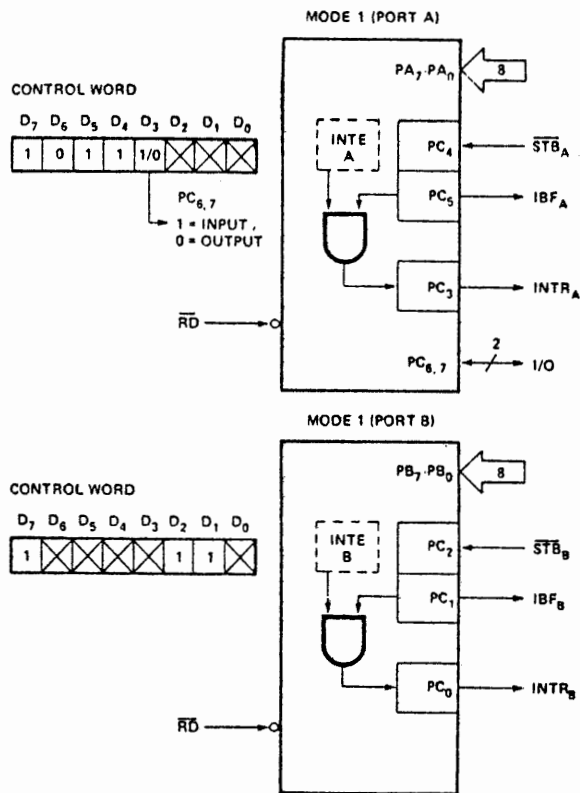 MODE 1 (PORT A)
PA7-PA0
8
CONTROL WORD
D7 D6 D5 D4 D3 D2 D1 D0
1 0 1 1 1/0
PC6, 7
1 = INPUT,
0 = OUTPUT
INTE
A
PC4
STBA
PC5
IBFA
PC3
INTRA
RD
PC6, 7
2
I/O
MODE 1 (PORT B)
PB7-PB0
8
CONTROL WORD
D7 D6 D5 D4 D3 D2 D1 D0
1 1 1
INTE
B
PC2
STBB
PC1
IBFB
PC0
INTRB
RD